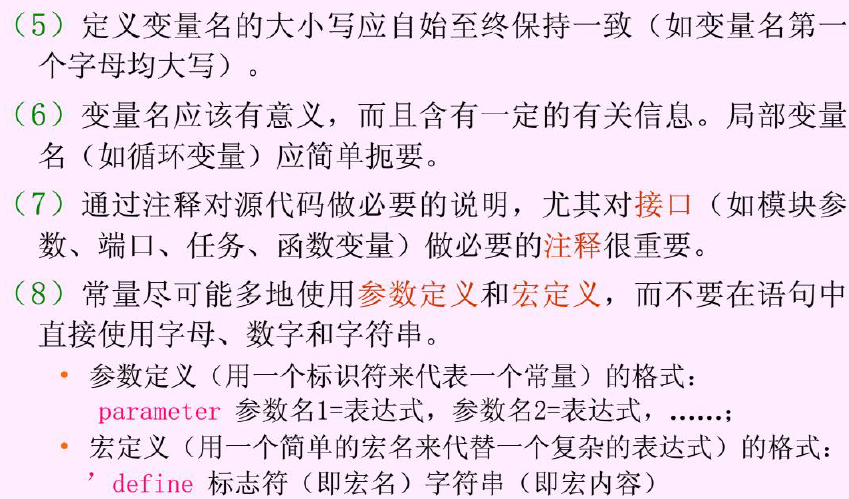 （5）定义变量名的大小写应自始至终保持一致（如变量名第一
个字母均大写）。
（6）变量名应该有意义，而且含有一定的有关信息。局部变量
名（如循环变量）应简单扼要。
（7）通过注释对源代码做必要的说明，尤其对接口（如模块参
数、端口、任务、函数变量）做必要的注释很重要。
（8）常量尽可能多地使用参数定义和宏定义，而不要在语句中
直接使用字母、数字和字符串。
• 参数定义（用一个标识符来代表一个常量）的格式：
parameter 参数名1=表达式，参数名2=表达式，……;
• 宏定义（用一个简单的宏名来代替一个复杂的表达式）的格式：
’define 标志符（即宏名）字符串（即宏内容）